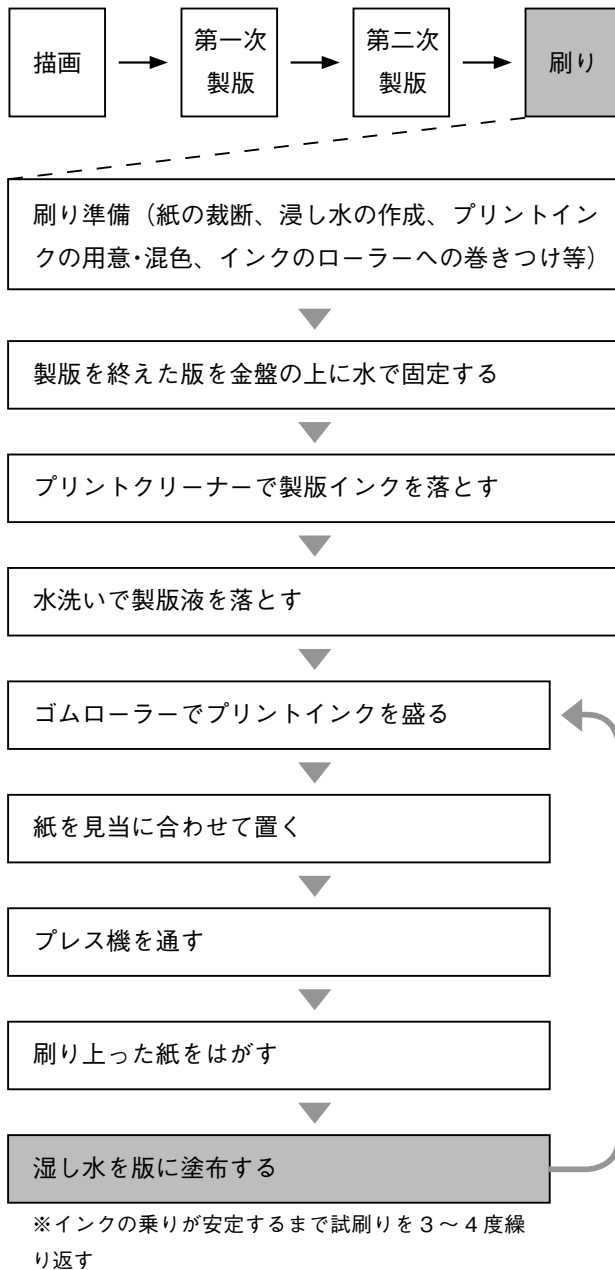 描画
第一次
製版
第二次
製版
刷り
刷り準備（紙の裁断、浸し水の作成、プリントイン
クの用意・混色、インクのローラーへの巻きつけ等）
製版を終えた版を金盤の上に水で固定する
プリントクリーナーで製版インクを落とす
水洗いで製版液を落とす
ゴムローラーでプリントインクを盛る
紙を見当に合わせて置く
プレス機を通す
刷り上った紙をはがす
湿し水を版に塗布する
※インクの乗りが安定するまで試刷りを３〜４度繰
り返す